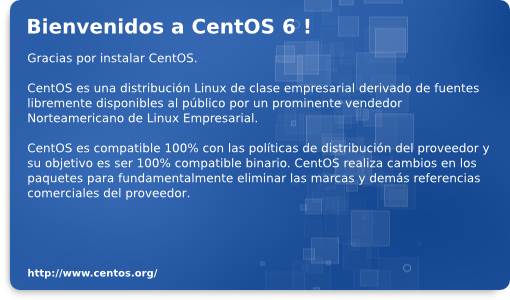 Bienvenidos a CentOS 6 !
Gracias por instalar CentOS.
CentOS es una distribución Linux de clase empresarial derivado de fuentes
libremente disponibles al público por un prominente vendedor
Norteamericano de Linux Empresarial.
CentOS es compatible 100% con las políticas de distribución del proveedor y
su objetivo es ser 100% compatible binario. CentOS realiza cambios en los
paquetes para fundamentalmente eliminar las marcas y demás referencias
comerciales del proveedor.
http://www.centos.org/